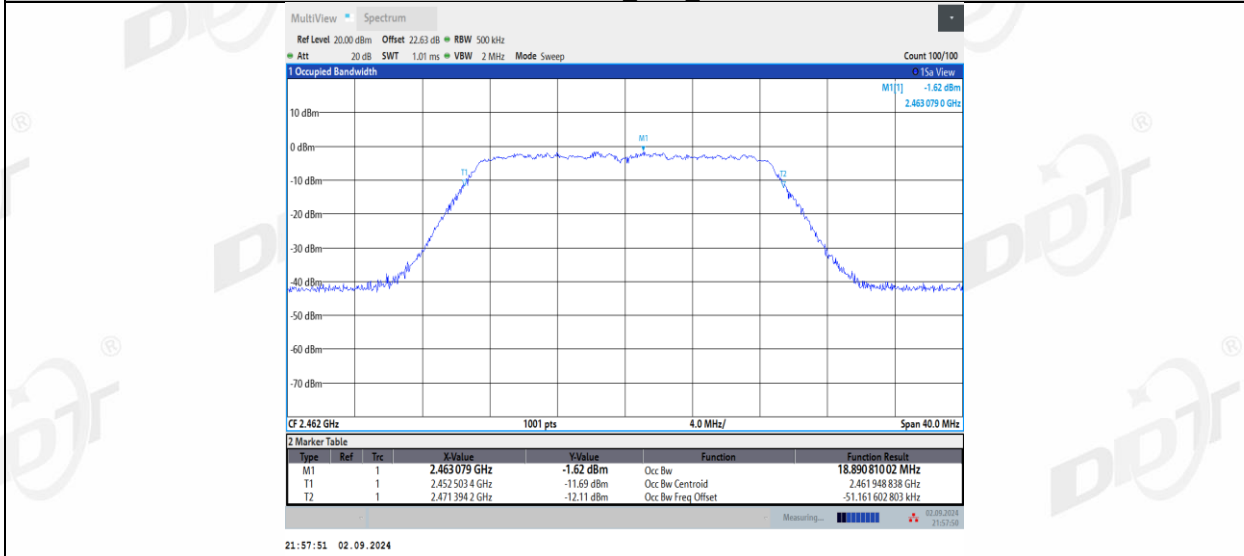 MultiView Spectrum
Ref Level 20.00 dBm Offset 22.63 dB RBW 500 kHz
Att 20 dB SWT 1.01 ms VBW 2 MHz Mode Sweep Count 100/100
1 Occupied Bandwidth 1Sa View
M1[1] -1.62 dBm
2.463 079 0 GHz
10 dBm
M1
0 dBm
T1 T2
-10 dBm
-20 dBm
-30 dBm
-40 dBm
-50 dBm
-60 dBm
-70 dBm
CF 2.462 GHz 1001 pts 4.0 MHz/ Span 40.0 MHz
2 Marker Table
Type Ref Trc X-Value Y-Value Function Function Result
M1 1 2.463 079 GHz -1.62 dBm Occ Bw 18.890 810 02 MHz
T1 1 2.452 503 4 GHz -11.69 dBm Occ Bw Centroid 2.461 948 838 GHz
T2 1 2.471 394 2 GHz -12.11 dBm Occ Bw Freq Offset -51.161 602 803 kHz
Measuring... 02.09.2024
21:57:50
21:57:51 02.09.2024
DDT
DDT
DDT
DDT
DDT
DDT